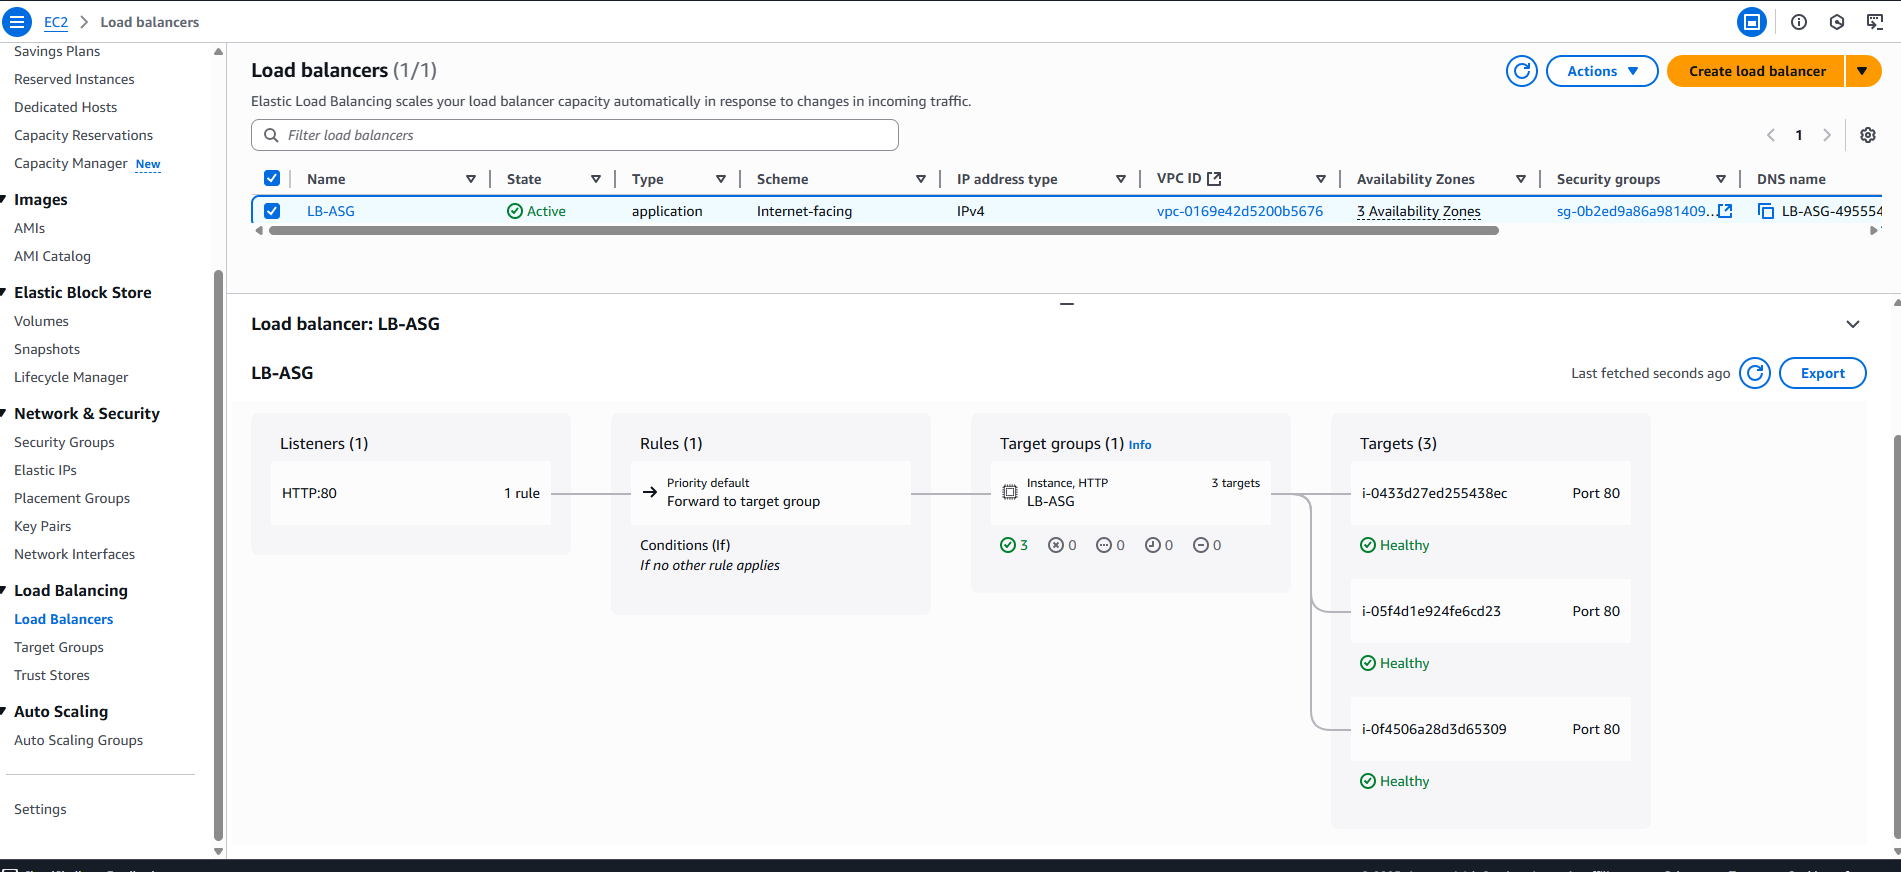 EC2 > Load balancers
Savings Plans
Reserved Instances
Dedicated Hosts
Capacity Reservations
Capacity Manager New
Images
AMIs
AMI Catalog
Elastic Block Store
Volumes
Snapshots
Lifecycle Manager
Network & Security
Security Groups
Elastic IPs
Placement Groups
Key Pairs
Network Interfaces
Load Balancing
Load Balancers
Target Groups
Trust Stores
Auto Scaling
Auto Scaling Groups
Settings
Load balancers (1/1)
Actions
Create load balancer
Elastic Load Balancing scales your load balancer capacity automatically in response to changes in incoming traffic.
Filter load balancers
1
Name State Type Scheme IP address type VPC ID Availability Zones Security groups DNS name
LB-ASG Active application Internet-facing IPv4 vpc-0169e42d5200b5676 3 Availability Zones sg-0b2ed9a86a981409... LB-ASG-495554
Load balancer: LB-ASG
LB-ASG
Last fetched seconds ago
Export
Listeners (1)
HTTP:80 1 rule
Rules (1)
Priority default
Forward to target group
Conditions (If)
If no other rule applies
Target groups (1) Info
Instance, HTTP 3 targets
LB-ASG
3 0 0 0 0
Targets (3)
i-0433d27ed255438ec Port 80
Healthy
i-05f4d1e924fe6cd23 Port 80
Healthy
i-0f4506a28d3d65309 Port 80
Healthy